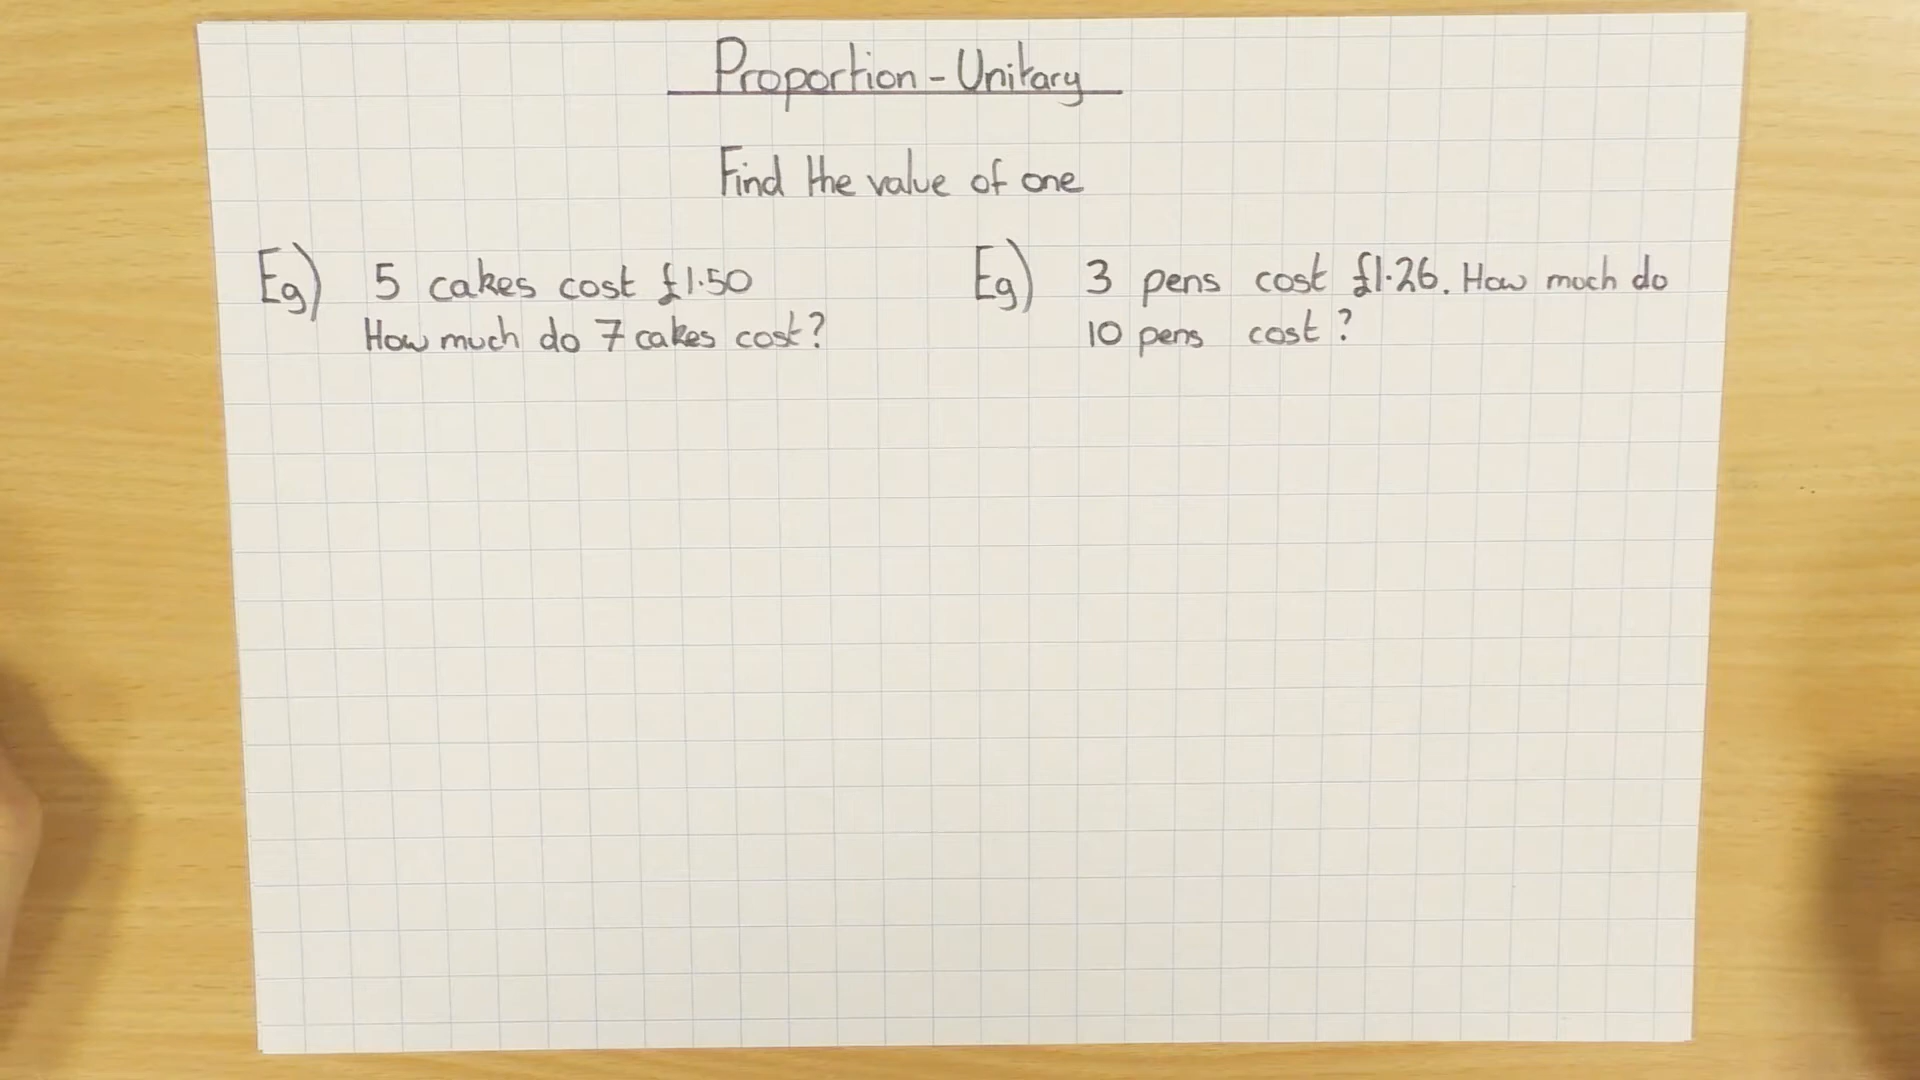 Proportion - Unitary
Find the value of one
Eg) 5 cakes cost £1.50
How much do 7 cakes cost?
Eg) 3 pens cost £1.26. How much do
10 pens cost?